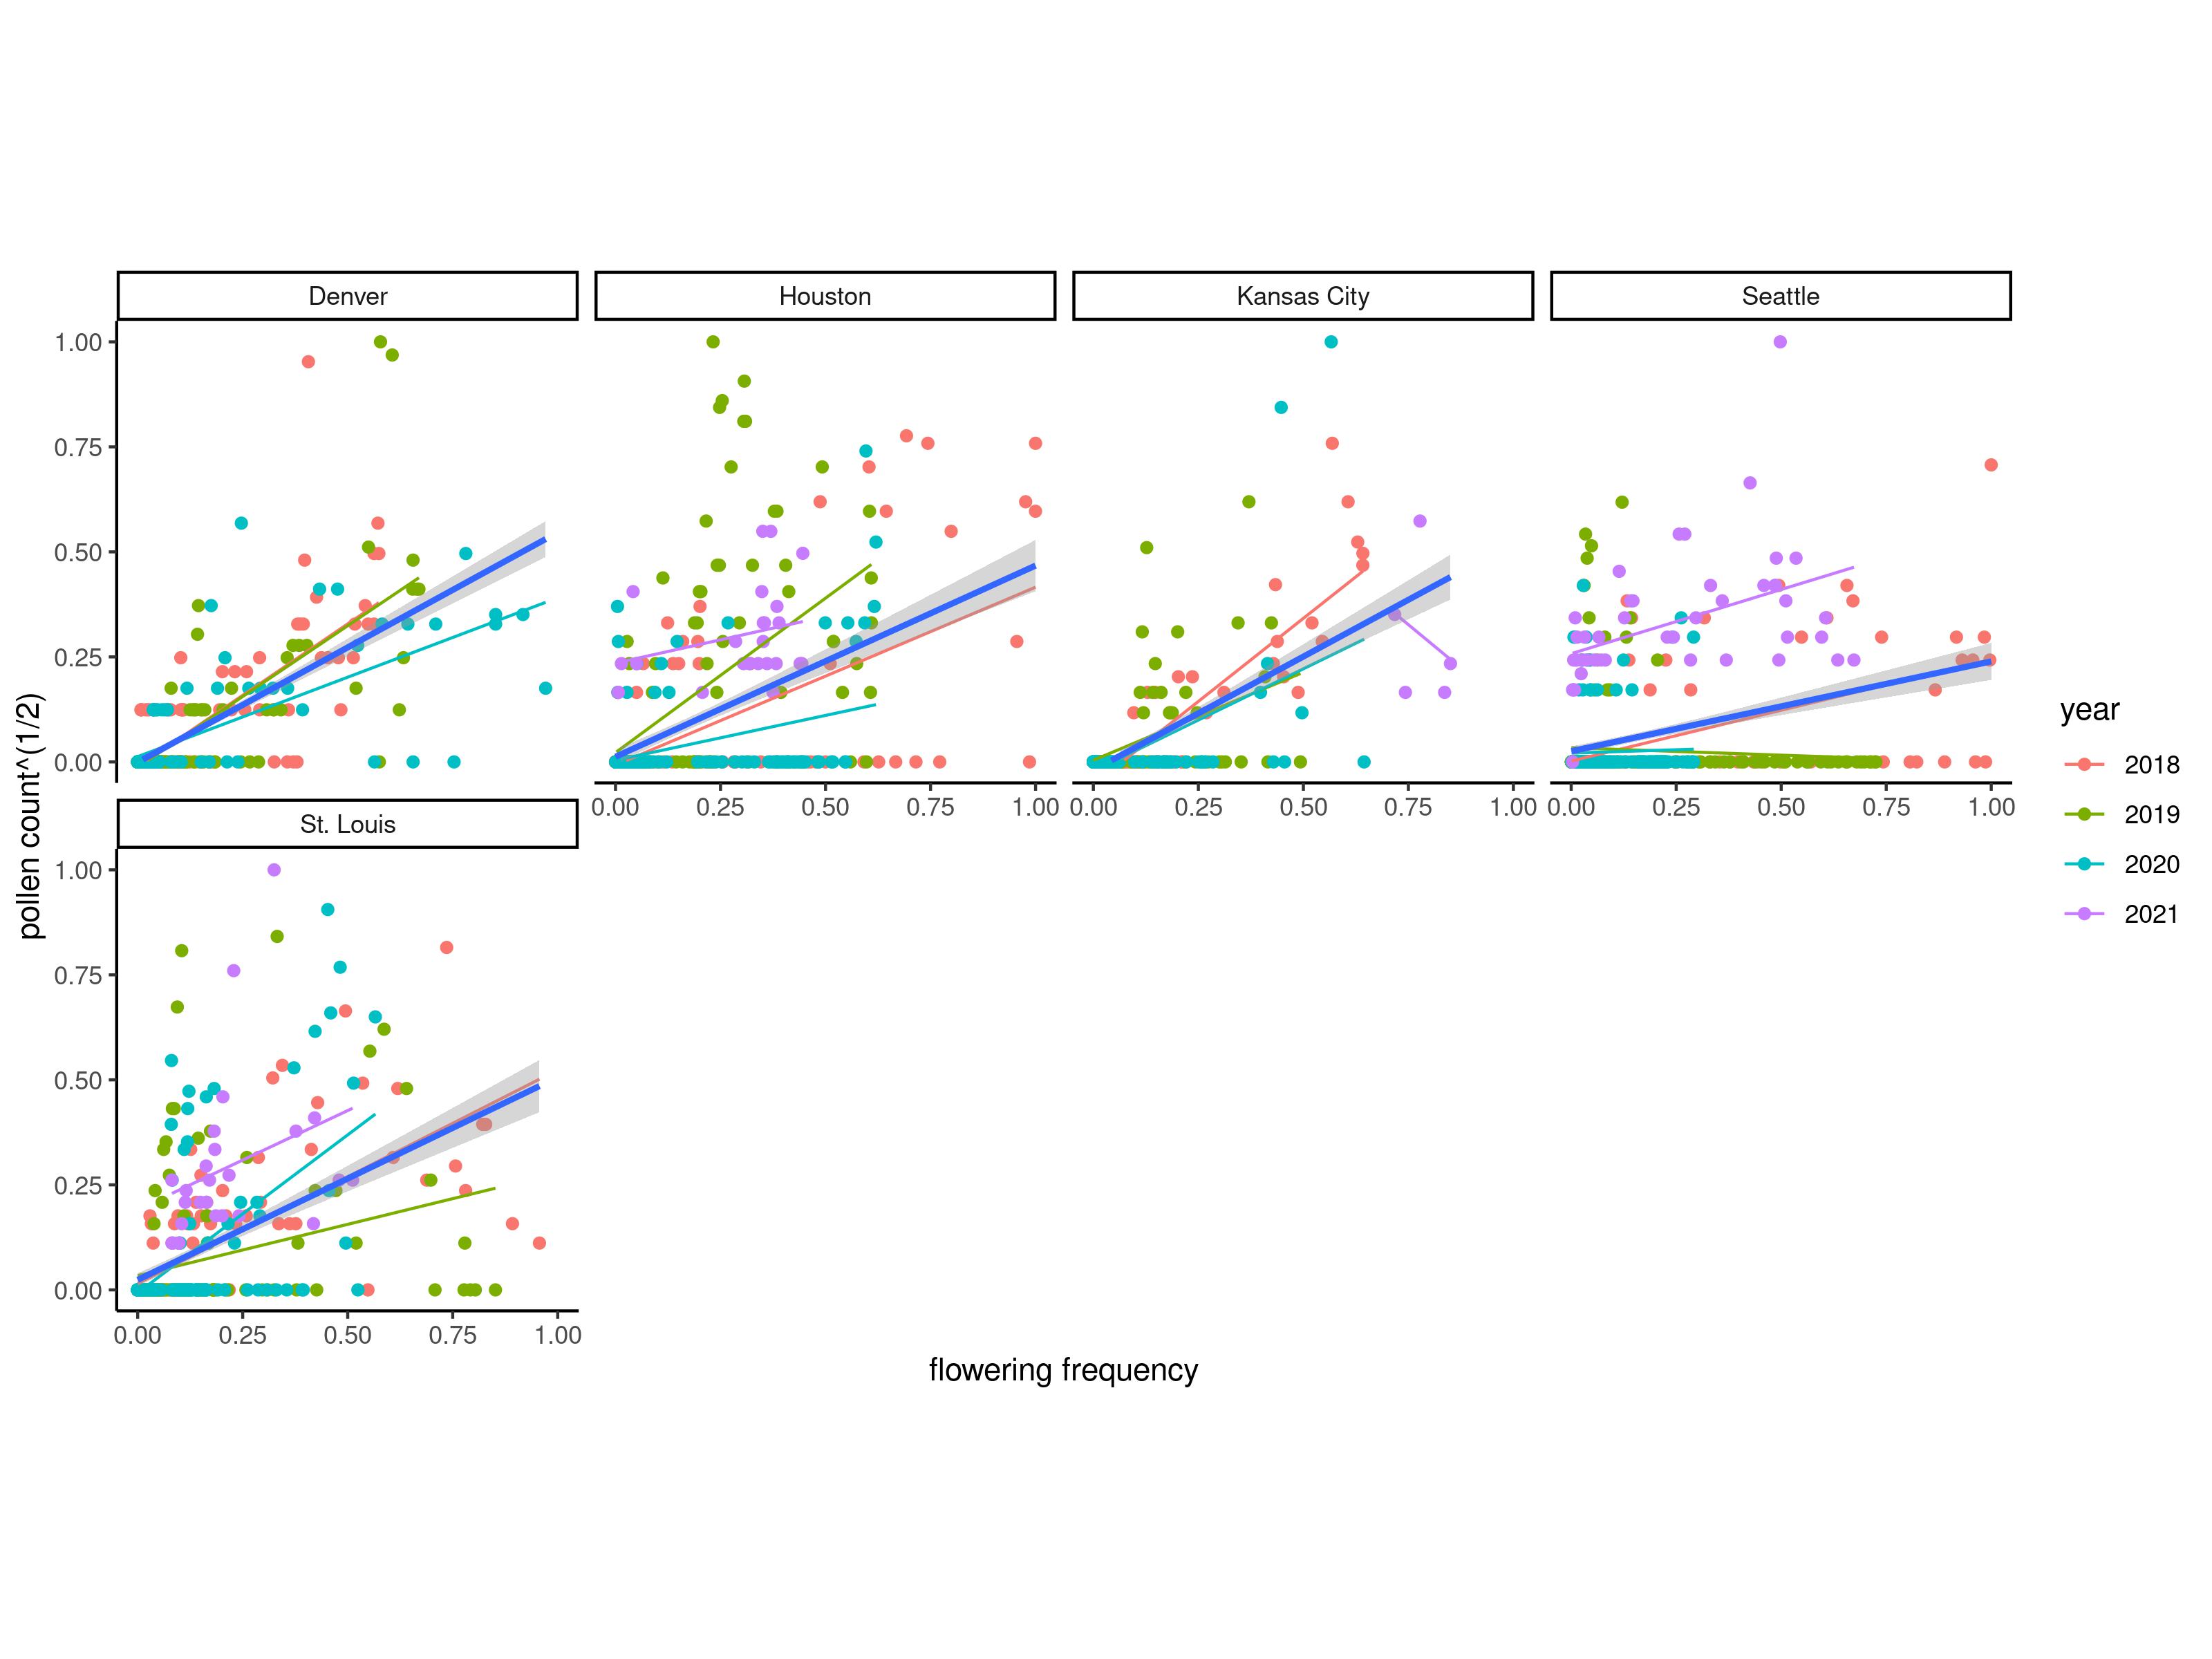 Denver Houston Kansas City Seattle
1.00
0.75
0.50
0.25
0.00
0.00 0.25 0.50 0.75 1.00 0.00 0.25 0.50 0.75 1.00 0.00 0.25 0.50 0.75 1.00
St. Louis
1.00
0.75
0.50
0.25
0.00
0.00 0.25 0.50 0.75 1.00
flowering frequency
pollen count^(1/2)
year
2018
2019
2020
2021